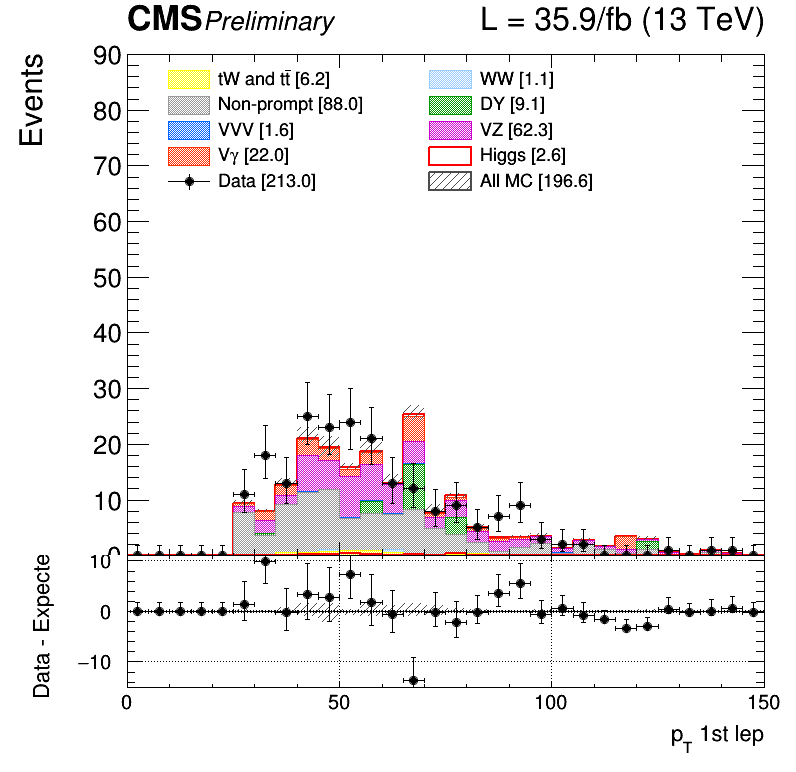 CMS Preliminary L = 35.9/fb (13 TeV)
Events
90
80
70
60
50
40
30
20
10
0
tW and tt̄ [6.2]
WW [1.1]
Non-prompt [88.0]
DY [9.1]
VVV [1.6]
VZ [62.3]
Vγ [22.0]
Higgs [2.6]
Data [213.0]
All MC [196.6]
Data - Expecte
10
0
−10
0 50 100 150
p_T 1st lep